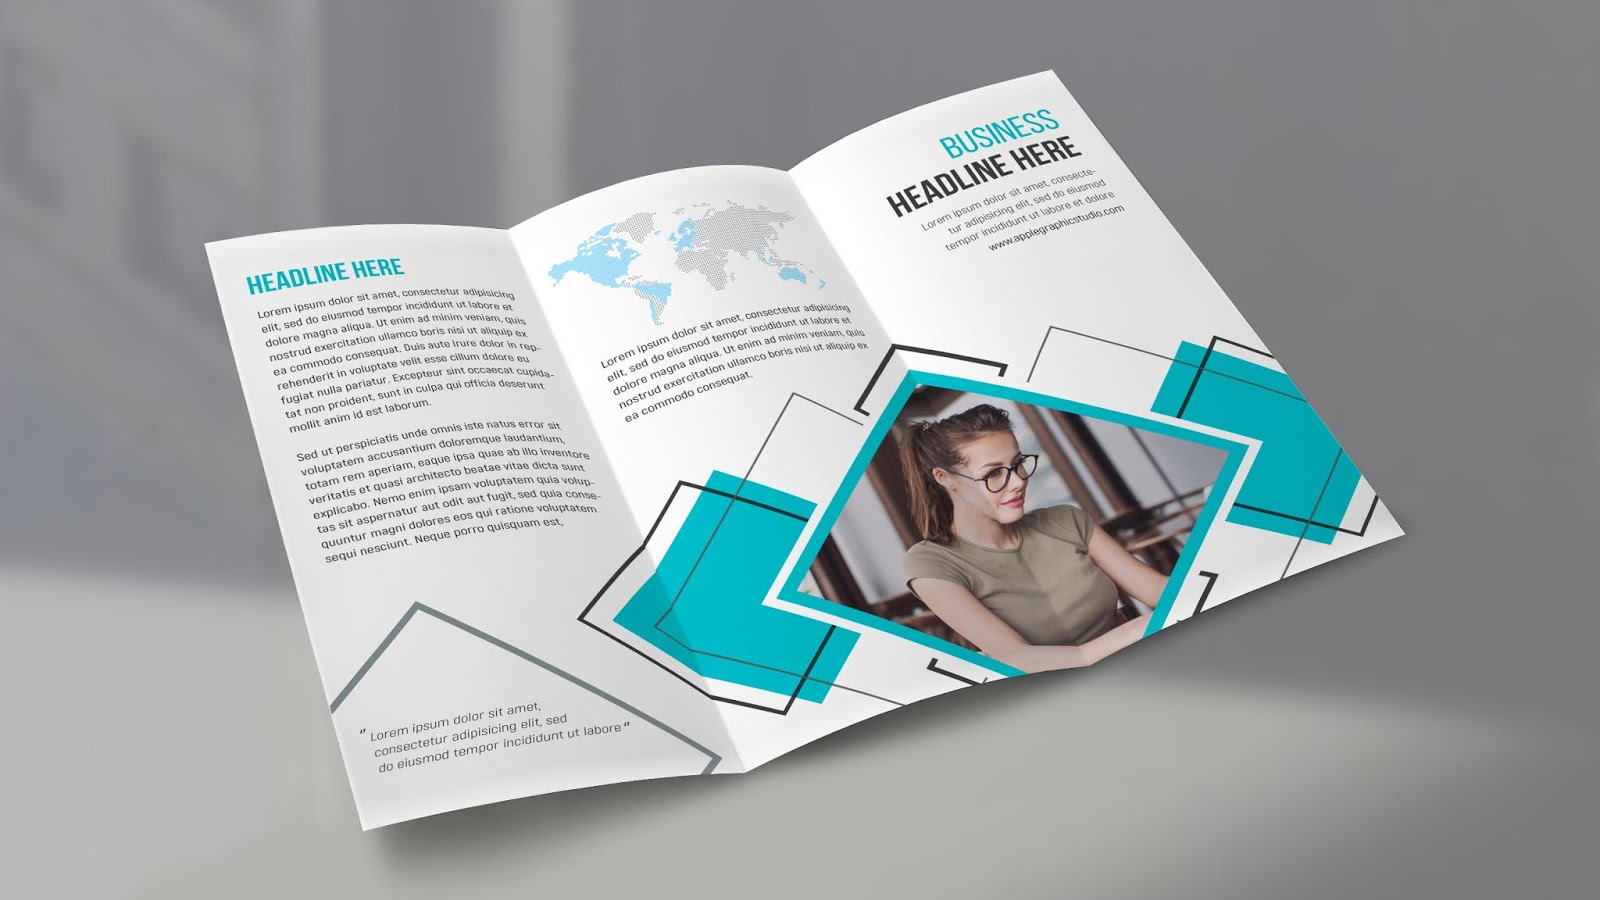 HEADLINE HERE
Lorem ipsum dolor sit amet, consectetur adipisicing
elit, sed do eiusmod tempor incididunt ut labore et
dolore magna aliqua. Ut enim ad minim veniam, quis
nostrud exercitation ullamco boris nisi ut aliquip ex
ea commodo consequat. Duis aute irure dolor in rep-
rehenderit in voluptate velit esse cillum dolore eu
fugiat nulla pariatur. Excepteur sint occaecat cupida-
tat non proident, sunt in culpa qui officia deserunt
mollit anim id est laborum.
Sed ut perspiciatis unde omnis iste natus error sit
voluptatem accusantium doloremque laudantium,
totam rem aperiam, eaque ipsa quae ab illo inventore
veritatis et quasi architecto beatae vitae dicta sunt
explicabo. Nemo enim ipsam voluptatem quia volup-
tas sit aspernatur aut odit aut fugit, sed quia conse-
quuntur magni dolores eos qui ratione voluptatem
sequi nesciunt. Neque porro quisquam est,
" Lorem ipsum dolor sit amet,
consectetur adipisicing elit, sed
do eiusmod tempor incididunt ut labore "
Lorem ipsum dolor sit amet, consectetur adipisicing
elit, sed do eiusmod tempor incididunt ut labore et
dolore magna aliqua. Ut enim ad minim veniam, quis
nostrud exercitation ullamco boris nisi ut aliquip ex
ea commodo consequat.
BUSINESS
HEADLINE HERE
Lorem ipsum dolor sit amet, consecte-
tur adipisicing elit, sed do eiusmod
tempor incididunt ut labore et dolore
www.applegraphicstudio.com